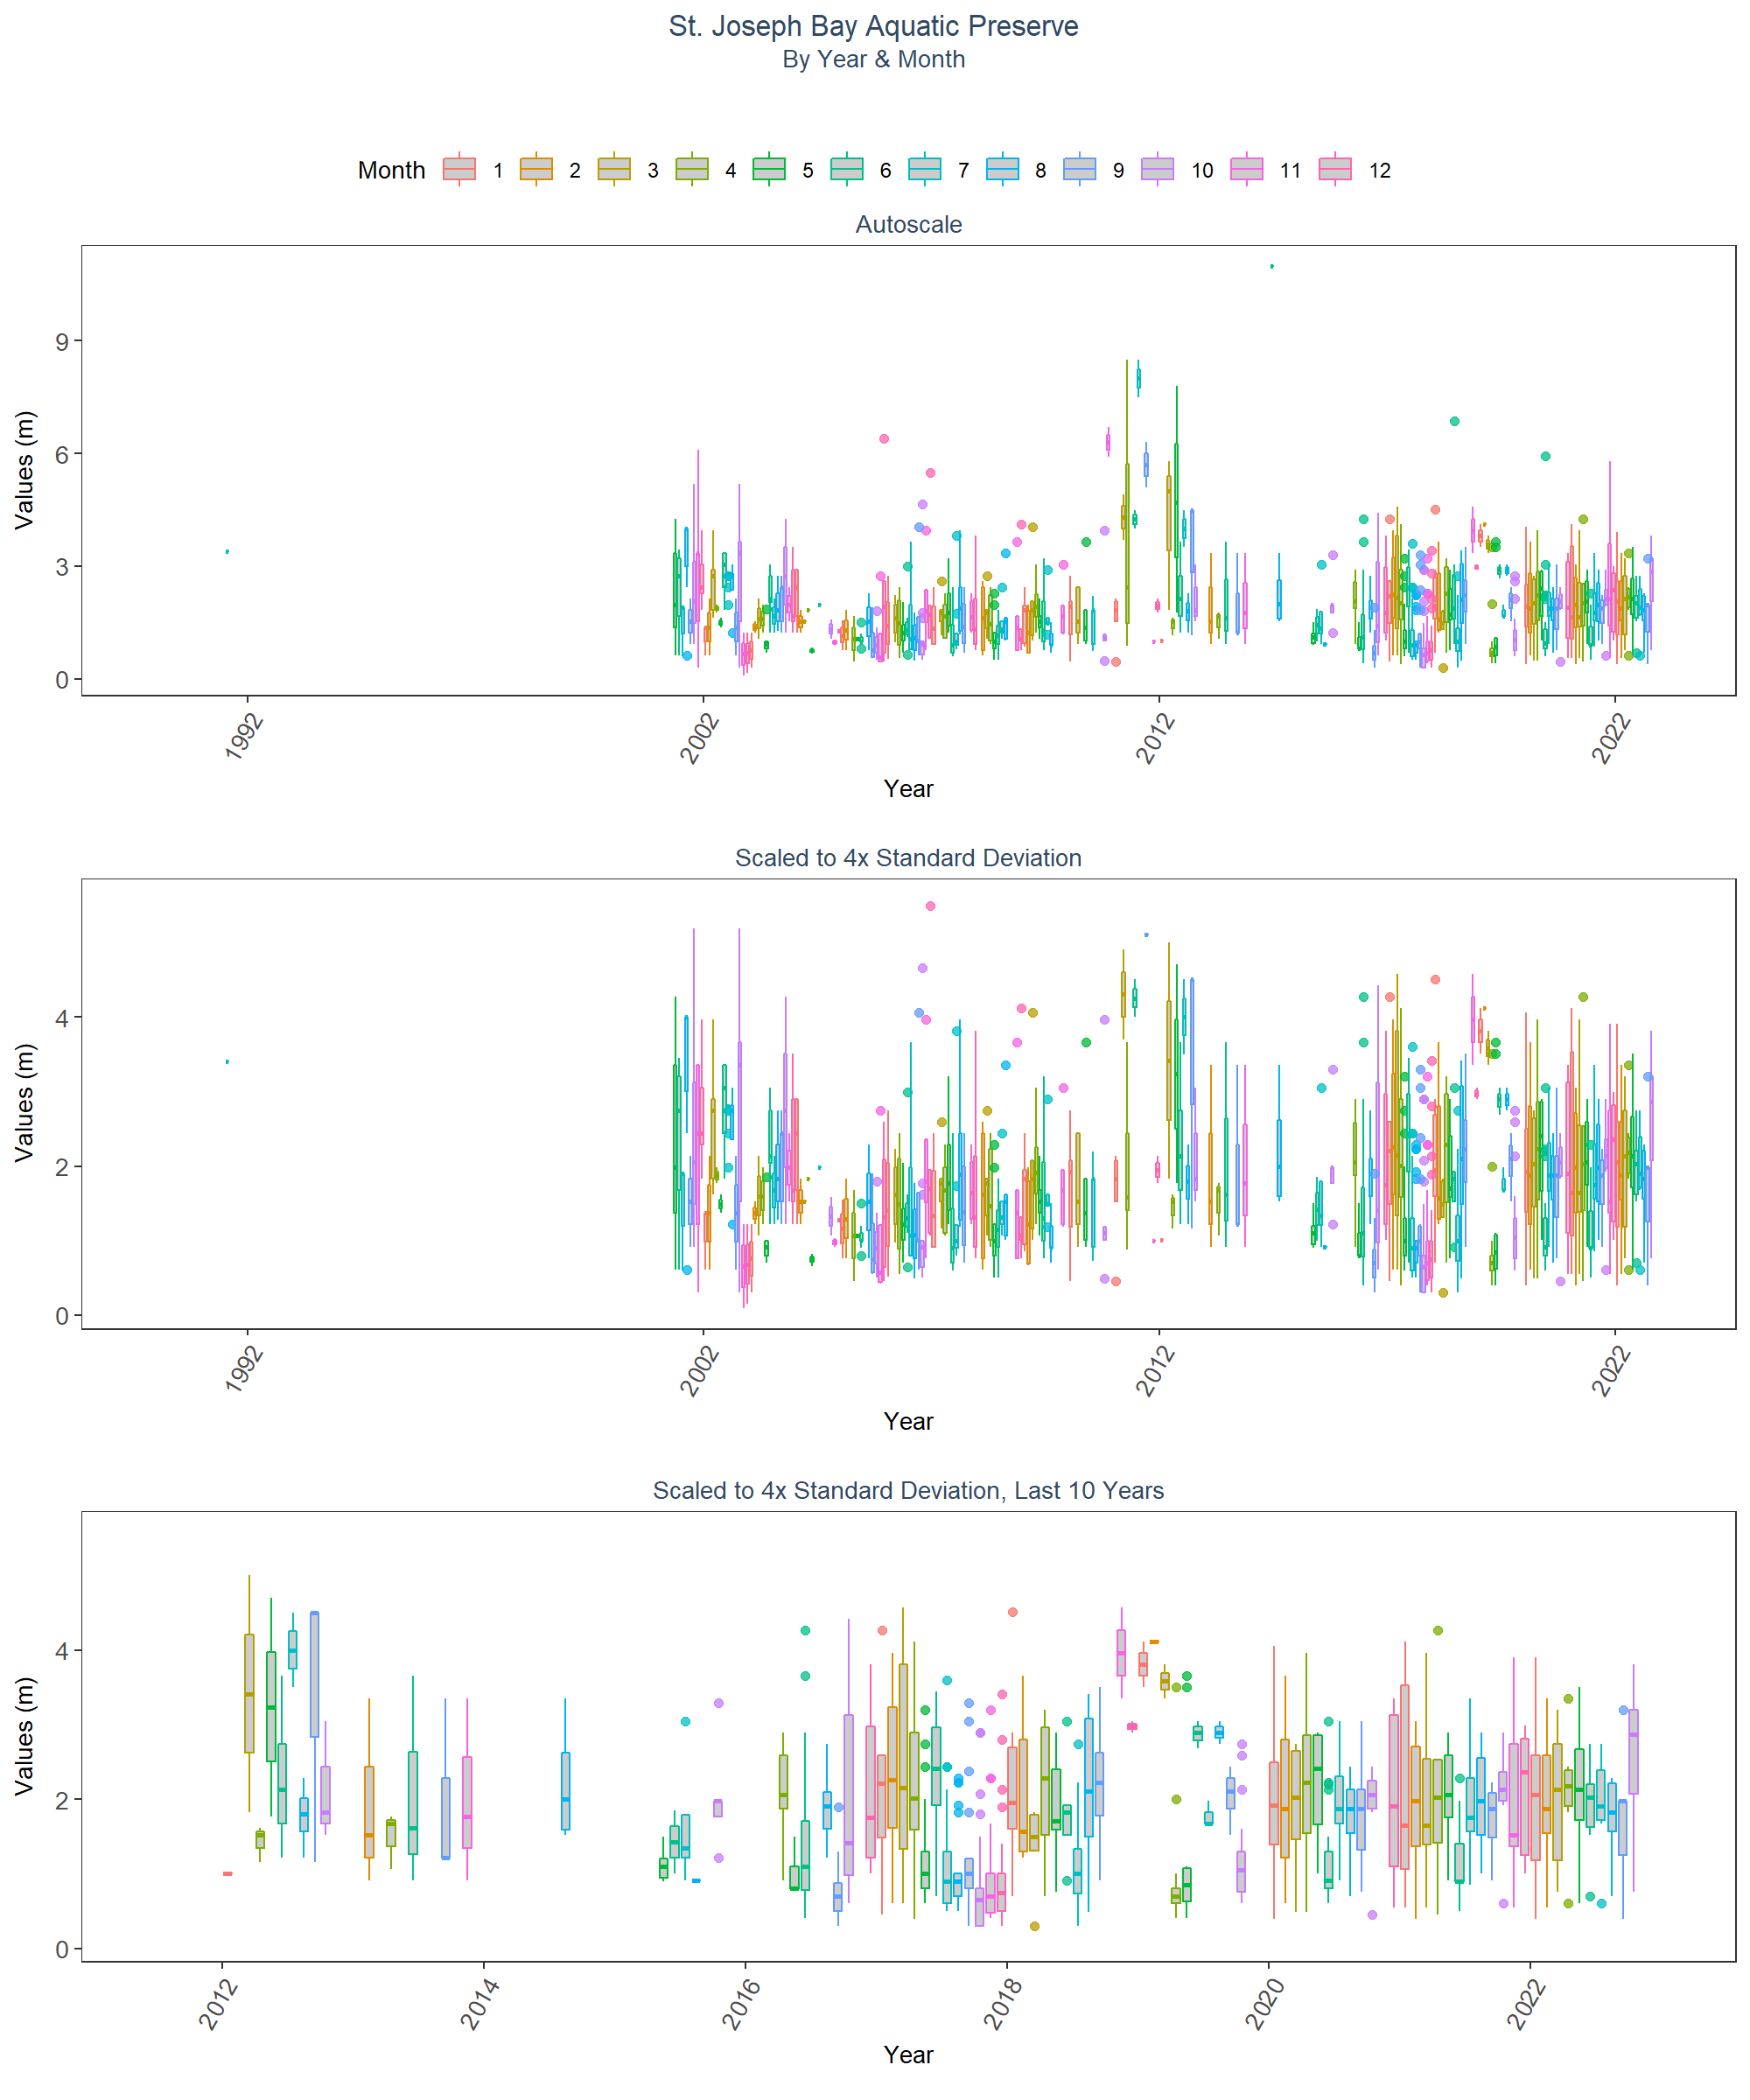 St. Joseph Bay Aquatic Preserve
By Year & Month
Month 1 2 3 4 5 6 7 8 9 10 11 12
Autoscale
Values (m)
9
6
3
0
1992 2002 2012 2022
Year
Scaled to 4x Standard Deviation
Values (m)
4
2
0
1992 2002 2012 2022
Year
Scaled to 4x Standard Deviation, Last 10 Years
Values (m)
4
2
0
2012 2014 2016 2018 2020 2022
Year